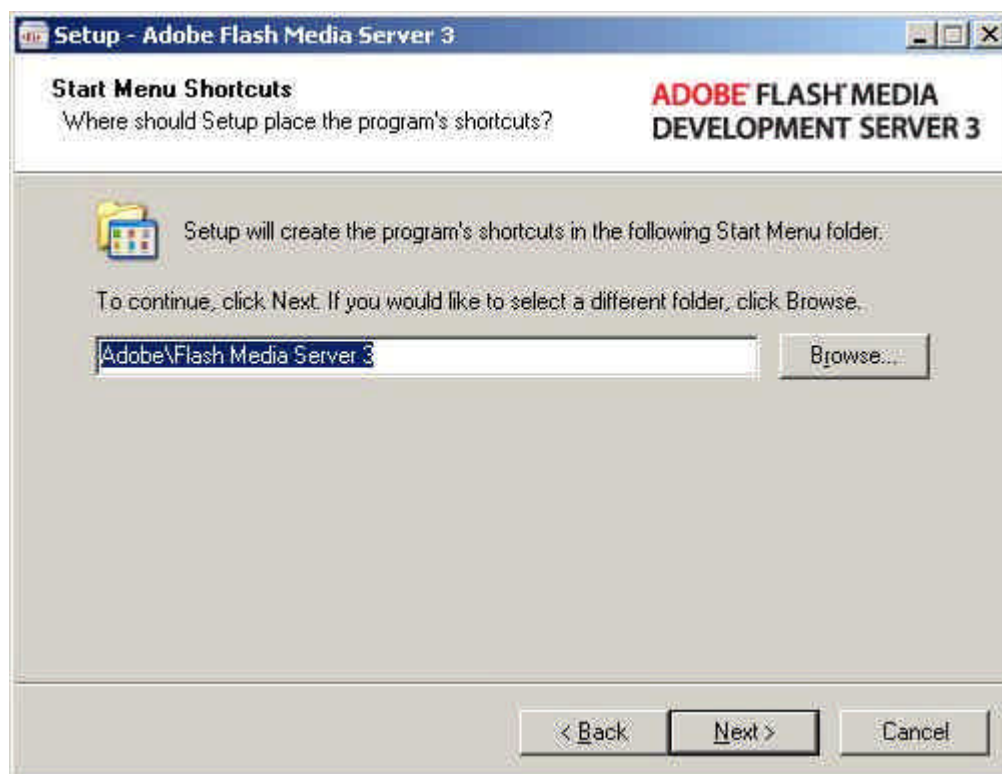 Setup - Adobe Flash Media Server 3
Start Menu Shortcuts
Where should Setup place the program's shortcuts?
ADOBE® FLASH® MEDIA
DEVELOPMENT SERVER 3
Setup will create the program's shortcuts in the following Start Menu folder.
To continue, click Next. If you would like to select a different folder, click Browse.
Adobe\Flash Media Server 3
Browse...
< Back
Next >
Cancel